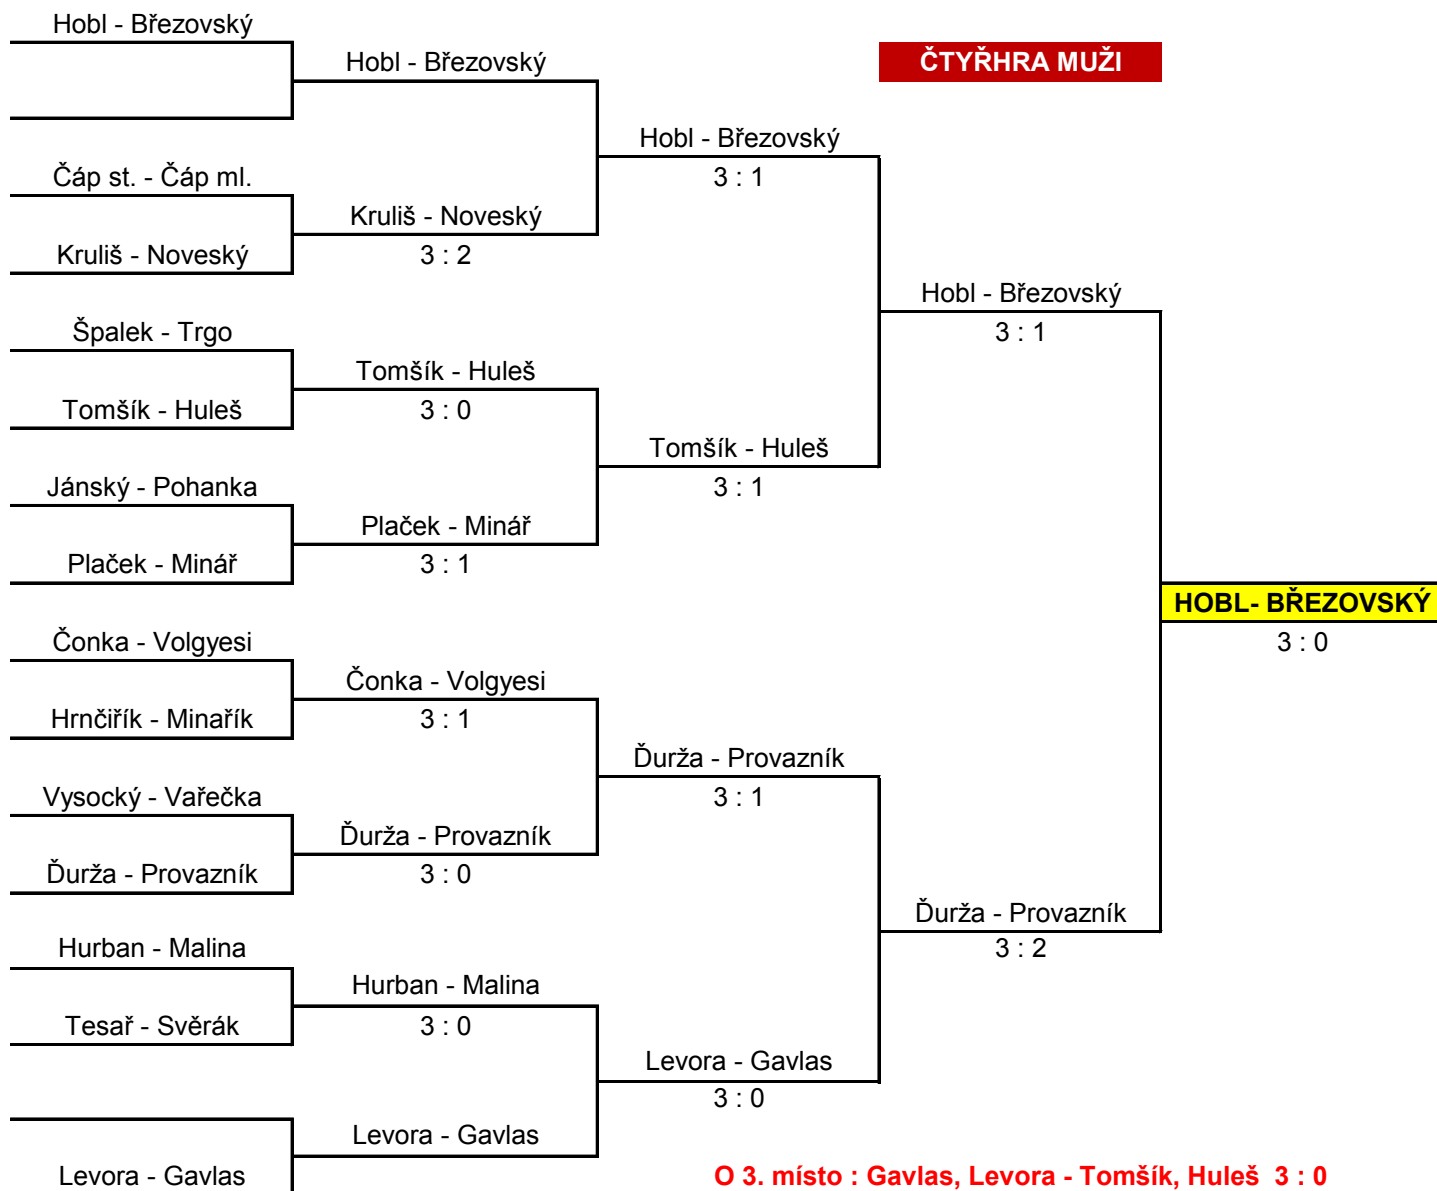 Hobl - Březovský
Hobl - Březovský
ČTYŘHRA MUŽI
Hobl - Březovský
Čáp st. - Čáp ml.
3 : 1
Kruliš - Noveský
Kruliš - Noveský
3 : 2
Hobl - Březovský
Špalek - Trgo
3 : 1
Tomšík - Huleš
Tomšík - Huleš
3 : 0
Tomšík - Huleš
Jánský - Pohanka
3 : 1
Plaček - Minář
Plaček - Minář
3 : 1
HOBL- BŘEZOVSKÝ
Čonka - Volgyesi
3 : 0
Čonka - Volgyesi
Hrnčiřík - Minařík
3 : 1
Ďurža - Provazník
Vysocký - Vařečka
3 : 1
Ďurža - Provazník
Ďurža - Provazník
3 : 0
Ďurža - Provazník
Hurban - Malina
3 : 2
Hurban - Malina
Tesař - Svěrák
3 : 0
Levora - Gavlas
3 : 0
Levora - Gavlas
Levora - Gavlas
O 3. místo : Gavlas, Levora - Tomšík, Huleš 3 : 0